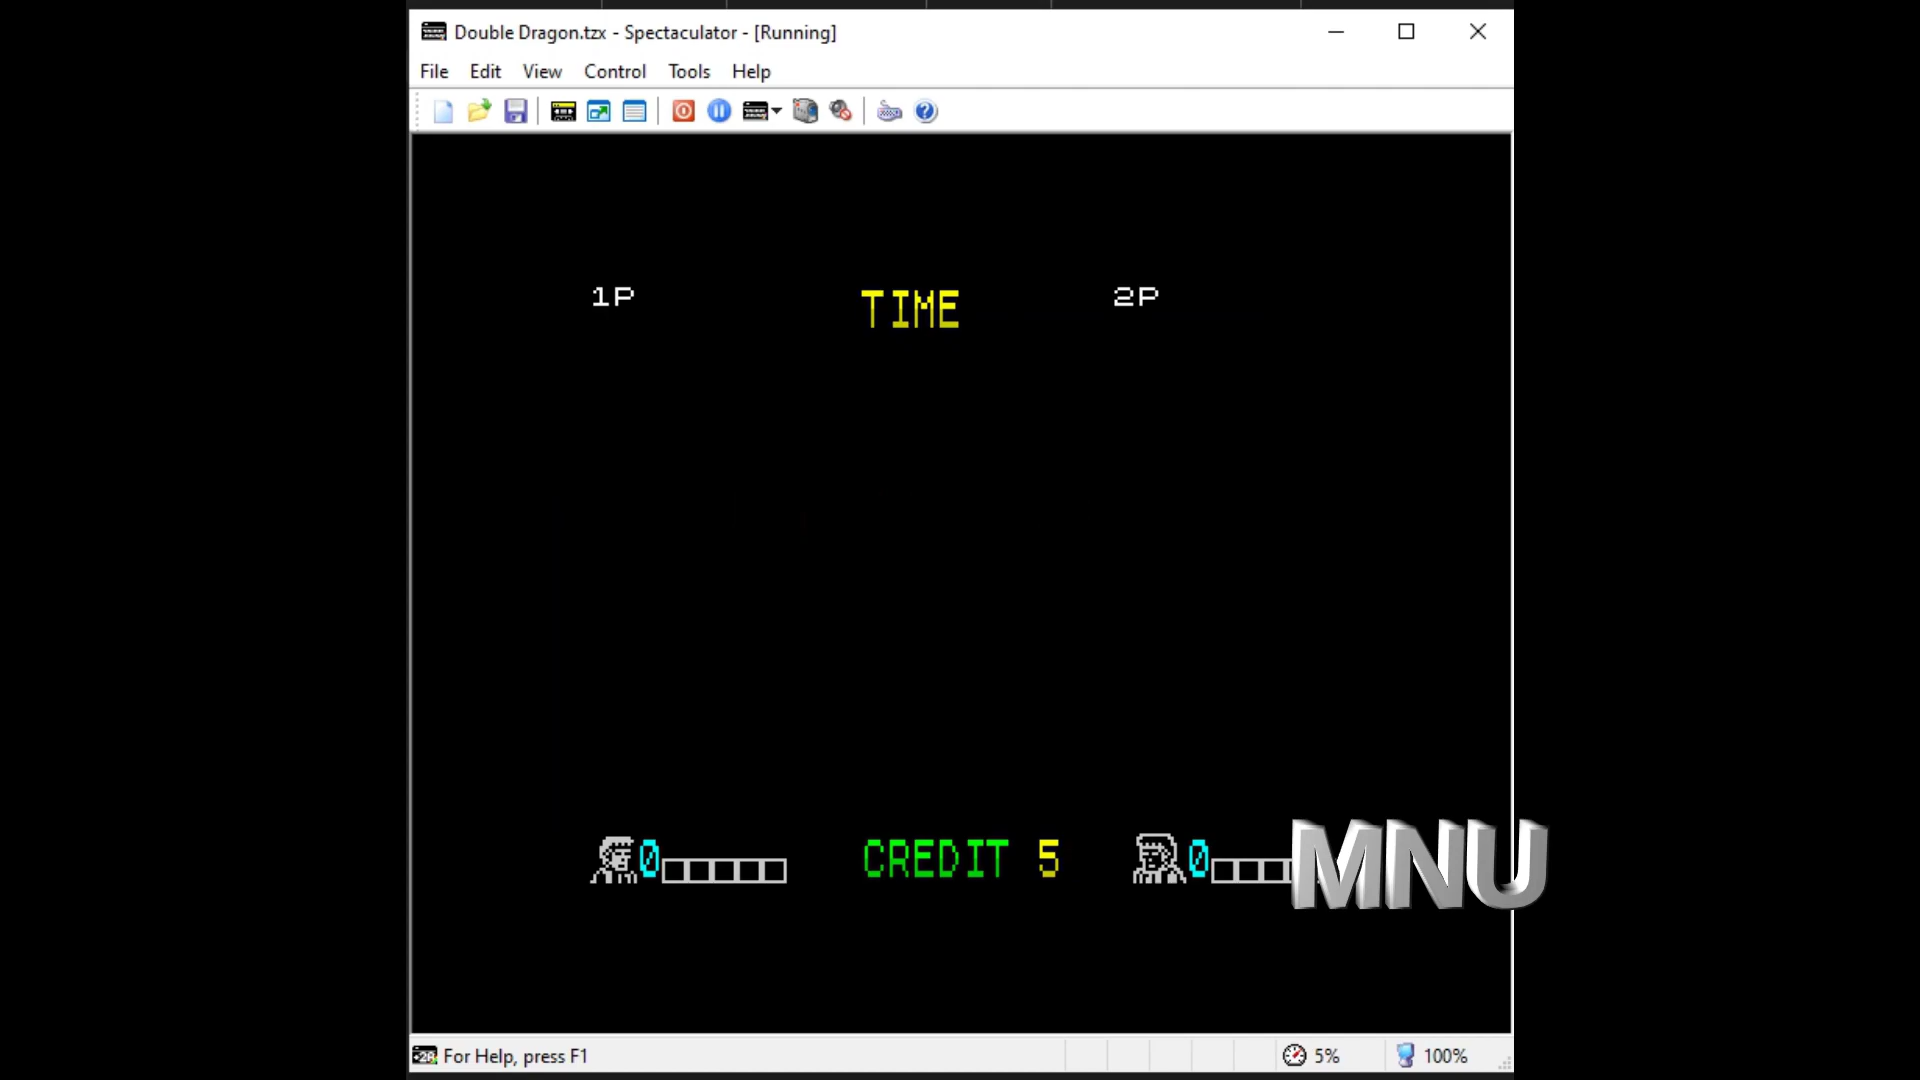 Double Dragon.tzx - Spectaculator - [Running]
File Edit View Control Tools Help
1P TIME 2P
0 CREDIT 5 0
MNU
For Help, press F1 5% 100%